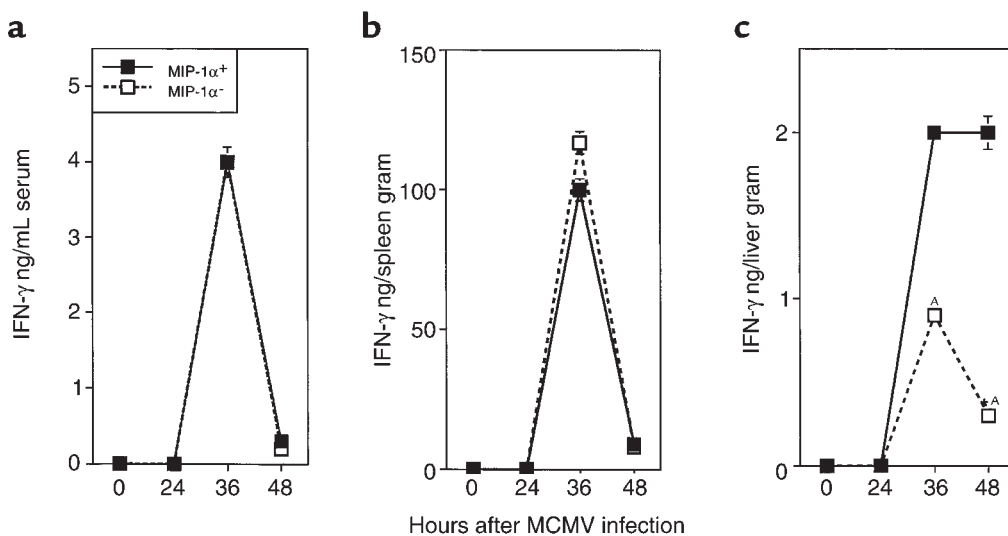 a
IFN-γ ng/mL serum
5
4
3
2
1
0
MIP-1α+
MIP-1α-
0 24 36 48
b
IFN-γ ng/spleen gram
150
100
50
0
0 24 36 48
c
IFN-γ ng/liver gram
2
1
0
A
A
0 24 36 48
Hours after MCMV infection